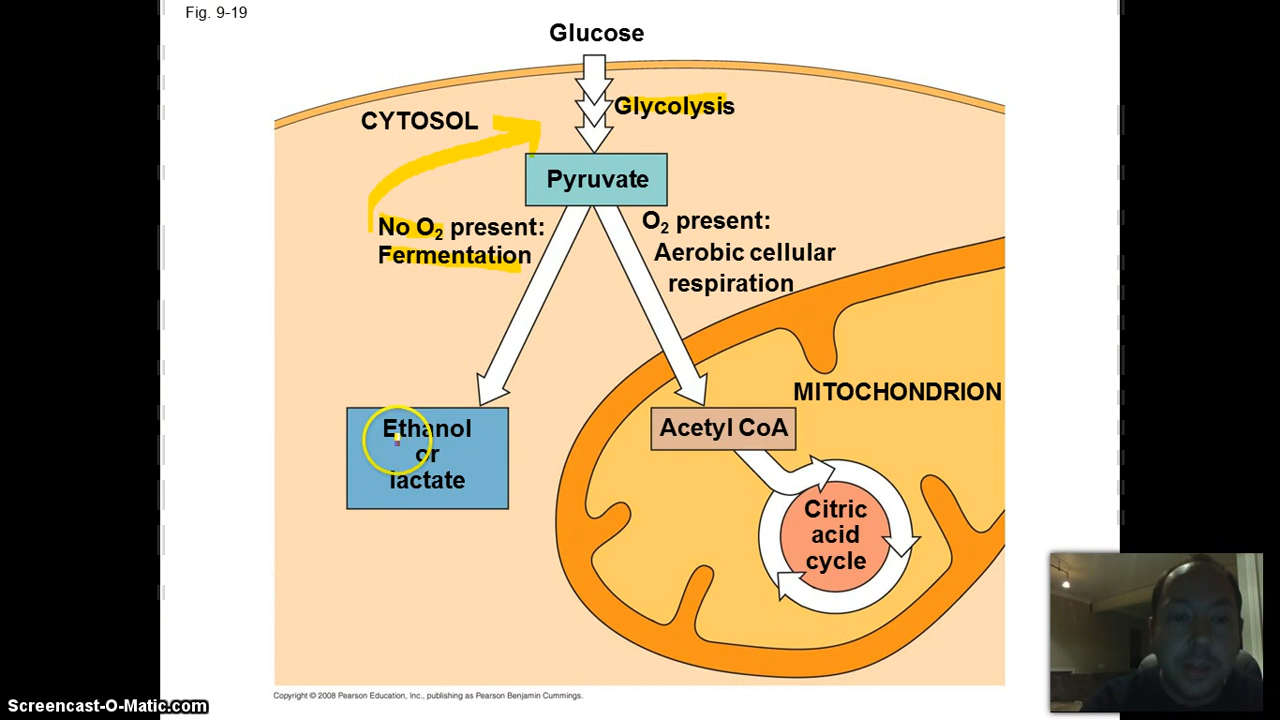 Fig. 9-19
Glucose
Glycolysis
CYTOSOL
Pyruvate
No O₂ present:
Fermentation
O₂ present:
Aerobic cellular
respiration
MITOCHONDRION
Ethanol
or
lactate
Acetyl CoA
Citric
acid
cycle
Copyright © 2008 Pearson Education, Inc., publishing as Pearson Benjamin Cummings.
Screencast-O-Matic.com